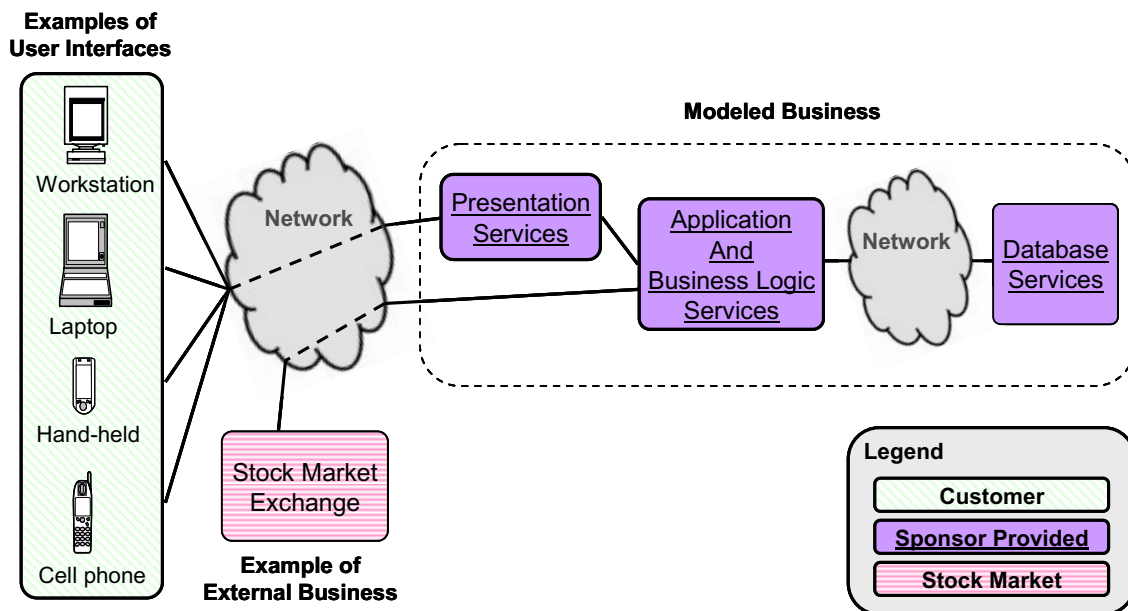 Examples of
User Interfaces
Workstation
Laptop
Hand-held
Cell phone
Network
Stock Market
Exchange
Example of
External Business
Modeled Business
Presentation
Services
Application
And
Business Logic
Services
Network
Database
Services
Legend
Customer
Sponsor Provided
Stock Market